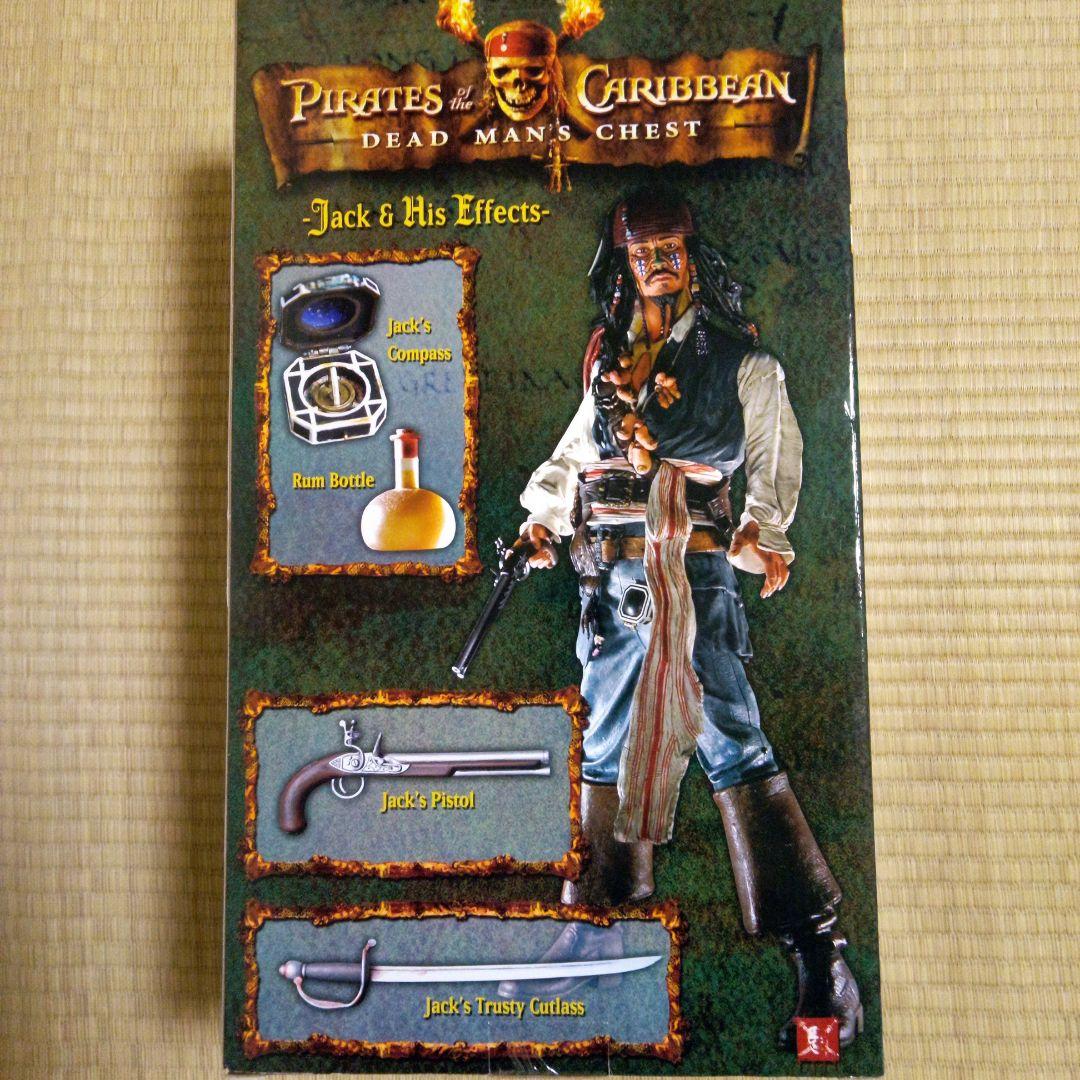 PIRATES of the CARIBBEAN
DEAD MAN'S CHEST
-Jack & His Effects-
Jack's
Compass
Rum Bottle
Jack's Pistol
Jack's Trusty Cutlass